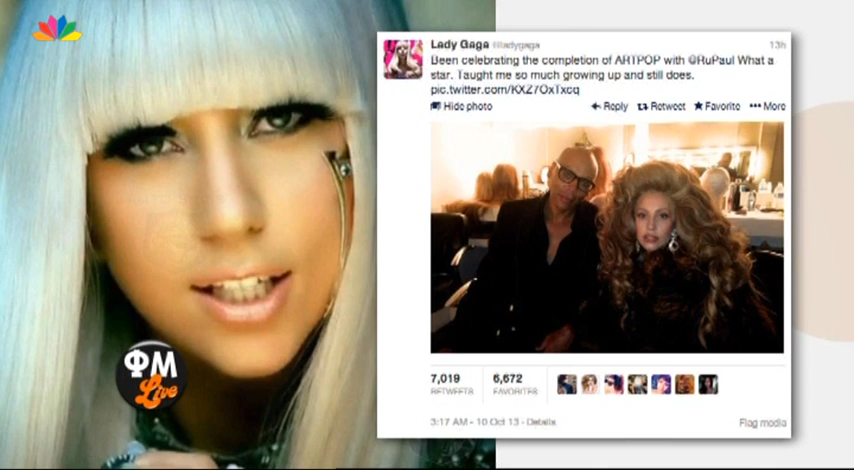 Lady Gaga @ladygaga 13h
Been celebrating the completion of ARTPOP with @RuPaul What a
star. Taught me so much growing up and still does.
pic.twitter.com/KXZ7OxTxcq
Hide photo Reply Retweet Favorite More
7,019 6,672
RETWEETS FAVORITES
3:17 AM - 10 Oct 13 · Details Flag media
ΦM
Live